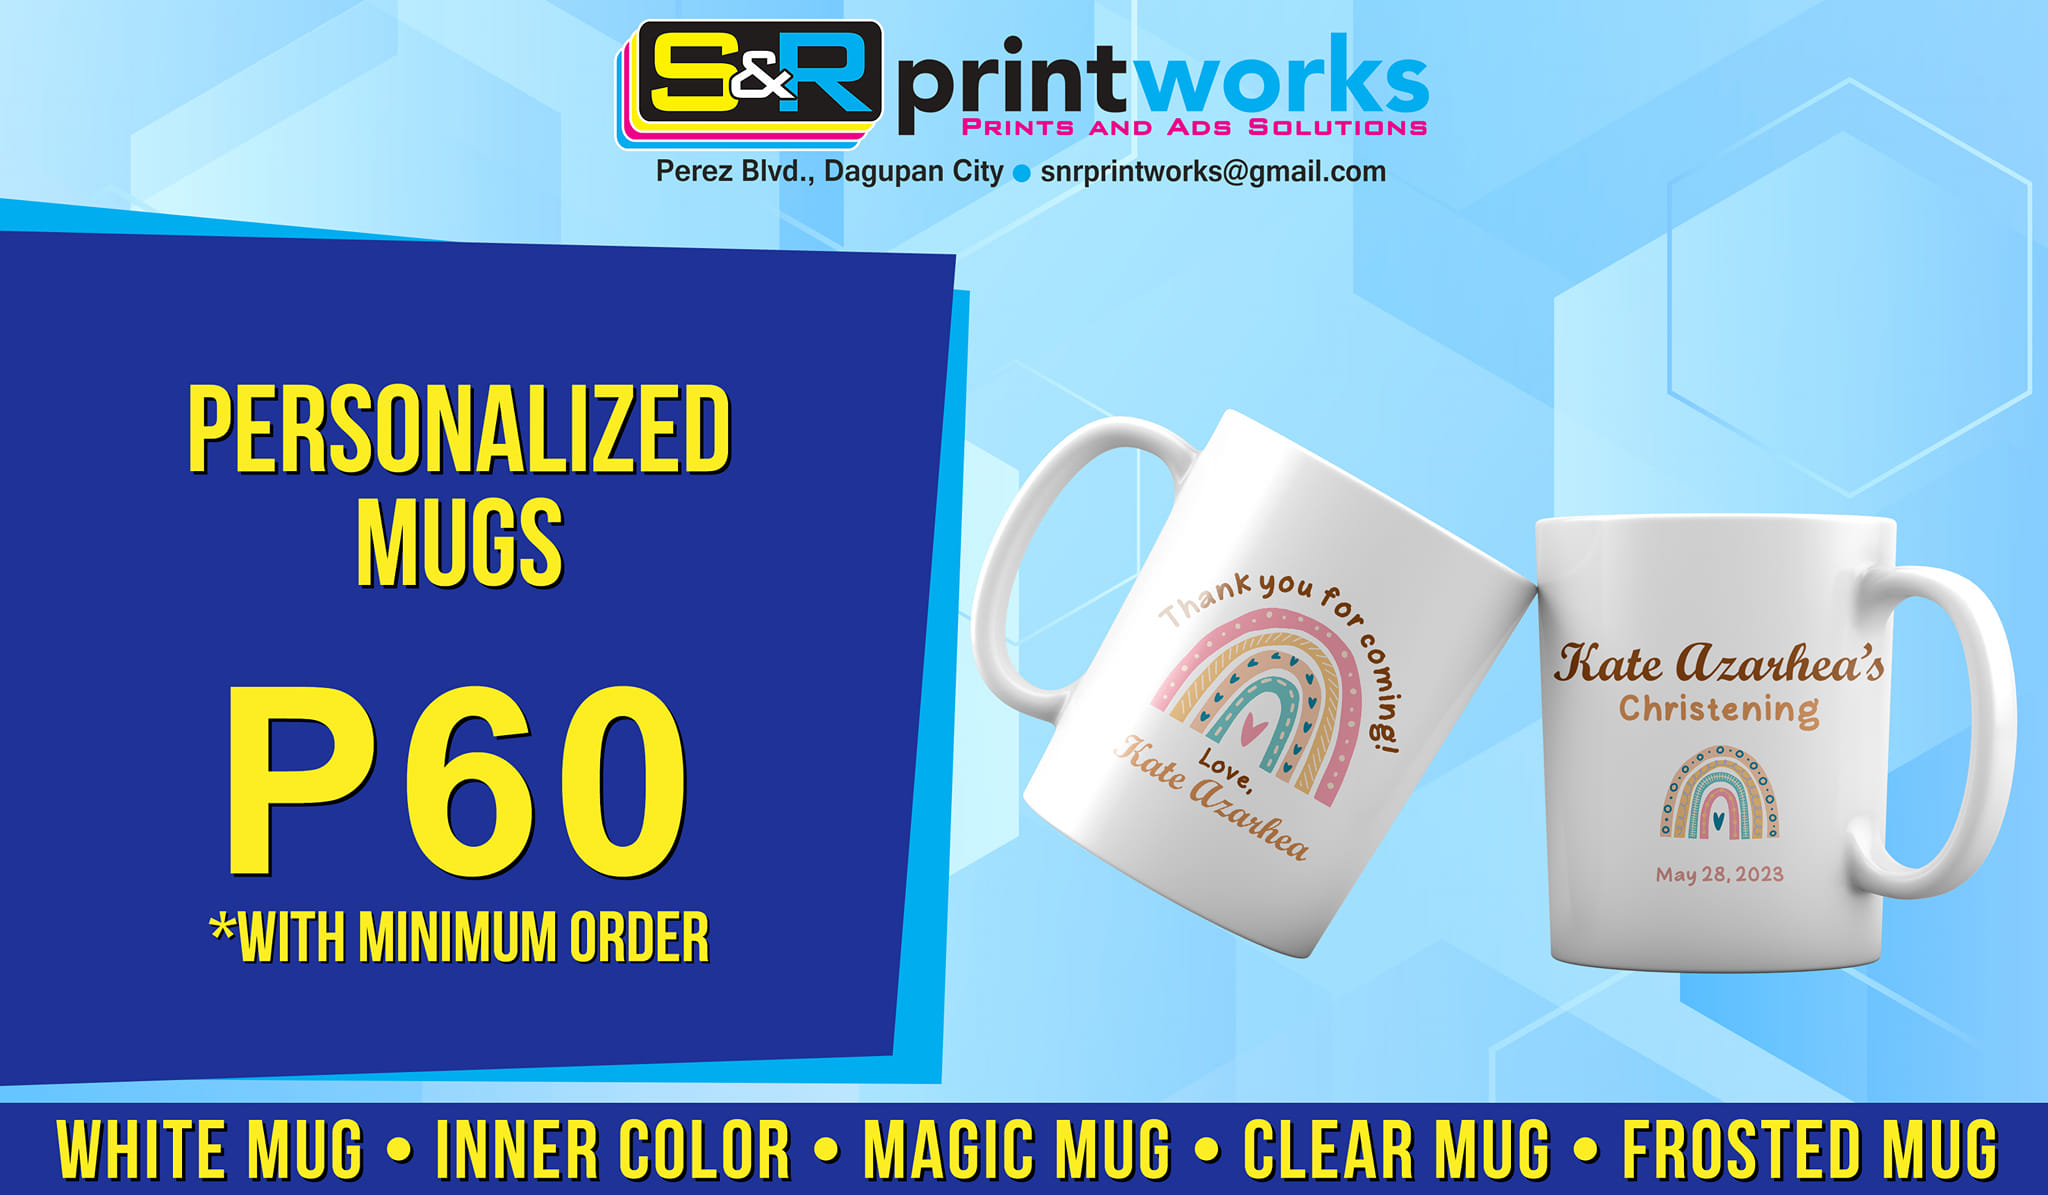 S&R printworks
PRINTS AND ADS SOLUTIONS
Perez Blvd., Dagupan City • snrprintworks@gmail.com
PERSONALIZED
MUGS
P60
*WITH MINIMUM ORDER
Thank you for coming!
Love,
Kate Azarhea
Kate Azarhea's
Christening
May 28, 2023
WHITE MUG • INNER COLOR • MAGIC MUG • CLEAR MUG • FROSTED MUG